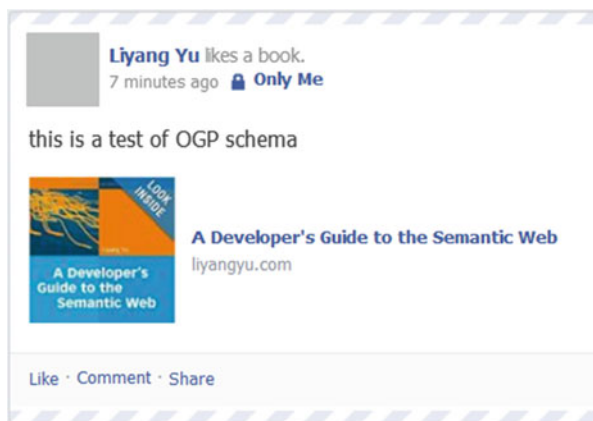 Liyang Yu likes a book.
7 minutes ago Only Me
this is a test of OGP schema
LOOK
INSIDE
A Developer's
Guide to the
Semantic Web
A Developer's Guide to the Semantic Web
liyangyu.com
Like · Comment · Share